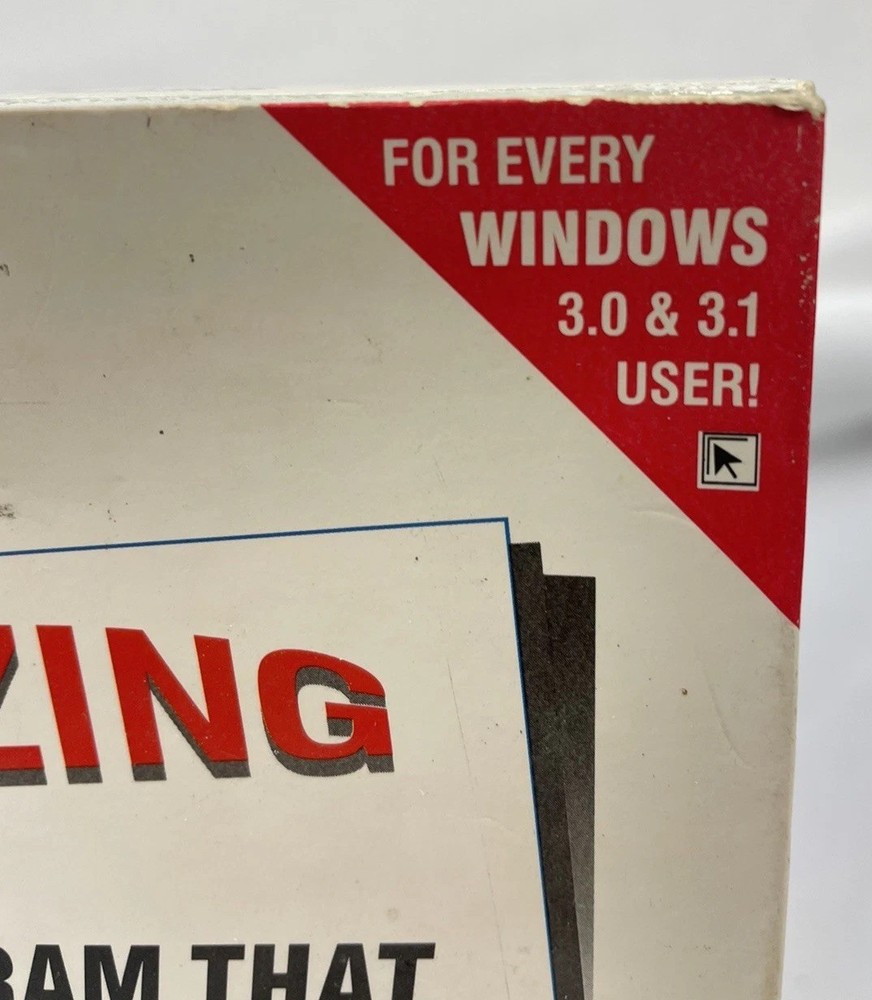 FOR EVERY
WINDOWS
3.0 & 3.1
USER!
ZING
RAM THAT